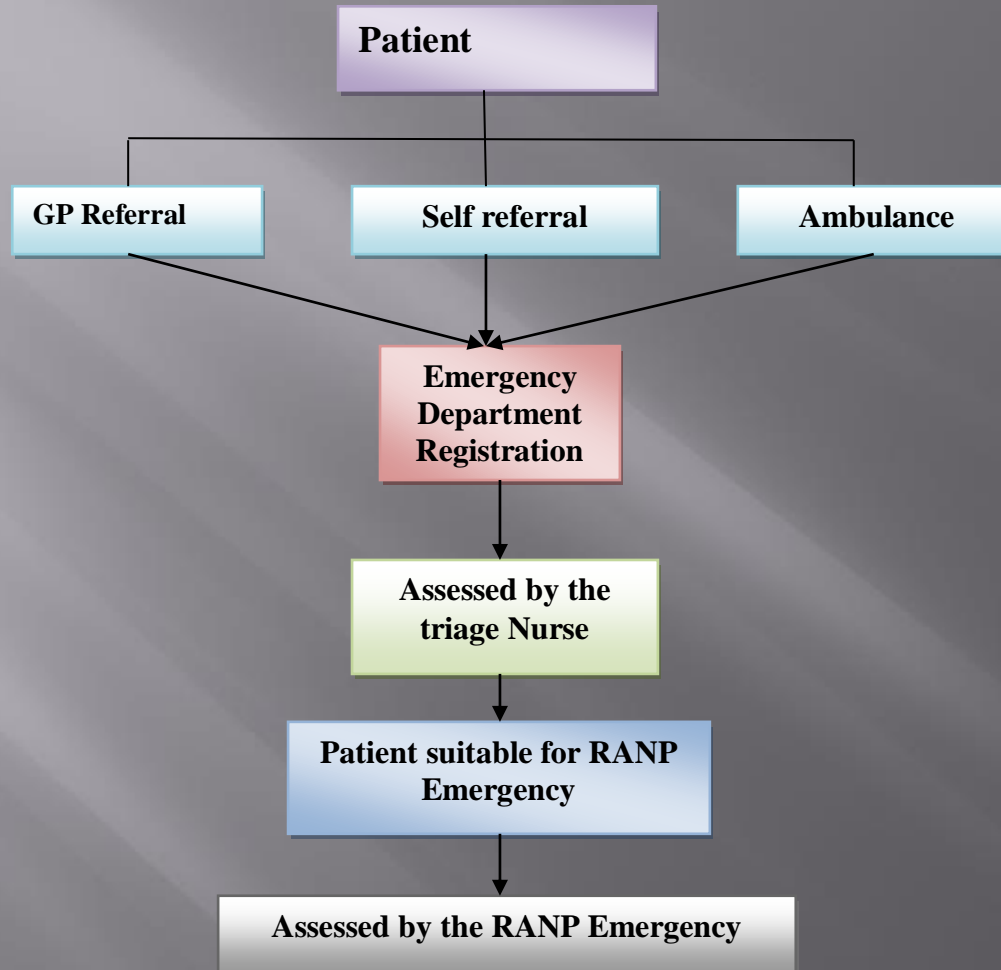 Patient
GP Referral
Self referral
Ambulance
Emergency
Department
Registration
Assessed by the
triage Nurse
Patient suitable for RANP
Emergency
Assessed by the RANP Emergency